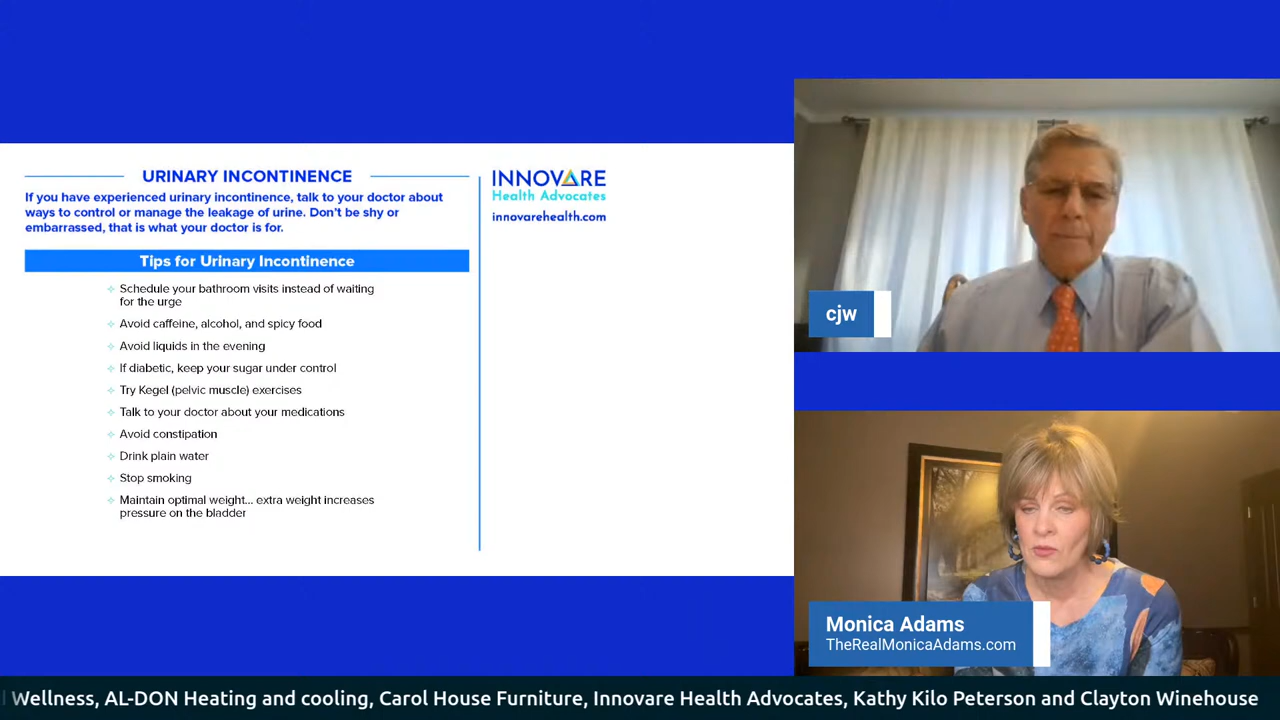 URINARY INCONTINENCE
If you have experienced urinary incontinence, talk to your doctor about
ways to control or manage the leakage of urine. Don't be shy or
embarrassed, that is what your doctor is for.
Tips for Urinary Incontinence
Schedule your bathroom visits instead of waiting
for the urge
Avoid caffeine, alcohol, and spicy food
Avoid liquids in the evening
If diabetic, keep your sugar under control
Try Kegel (pelvic muscle) exercises
Talk to your doctor about your medications
Avoid constipation
Drink plain water
Stop smoking
Maintain optimal weight... extra weight increases
pressure on the bladder
INNOVARE
Health Advocates
innovarehealth.com
cjw
Monica Adams
TheRealMonicaAdams.com
Wellness, AL-DON Heating and cooling, Carol House Furniture, Innovare Health Advocates, Kathy Kilo Peterson and Clayton Winehouse